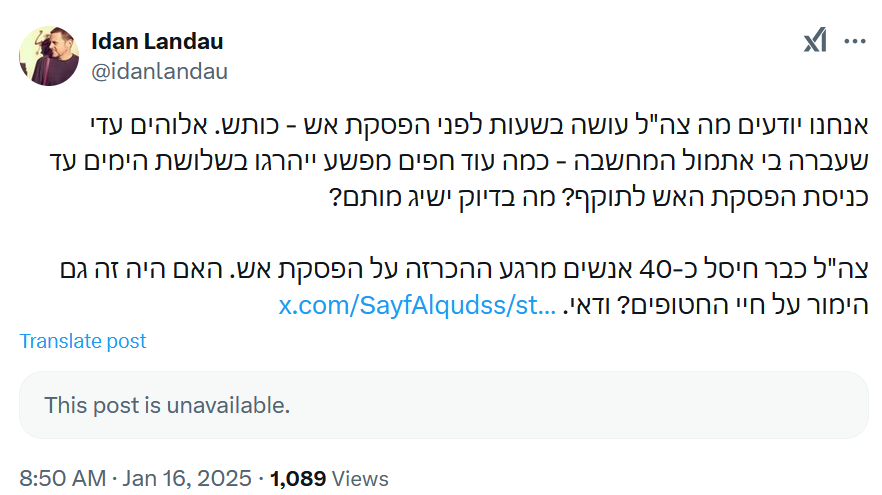 Idan Landau
@idanlandau
אנחנו יודעים מה צה"ל עושה בשעות לפני הפסקת אש - כותש. אלוהים עדי
שעברה בי אתמול המחשבה - כמה עוד חפים מפשע ייהרגו בשלושת הימים עד
כניסת הפסקת האש לתוקף? מה בדיוק ישיג מותם?
צה"ל כבר חיסל כ-40 אנשים מרגע ההכרזה על הפסקת אש. האם היה זה גם
הימור על חיי החטופים? ודאי. x.com/SayfAlqudss/st…
Translate post
This post is unavailable.
8:50 AM · Jan 16, 2025 · 1,089 Views